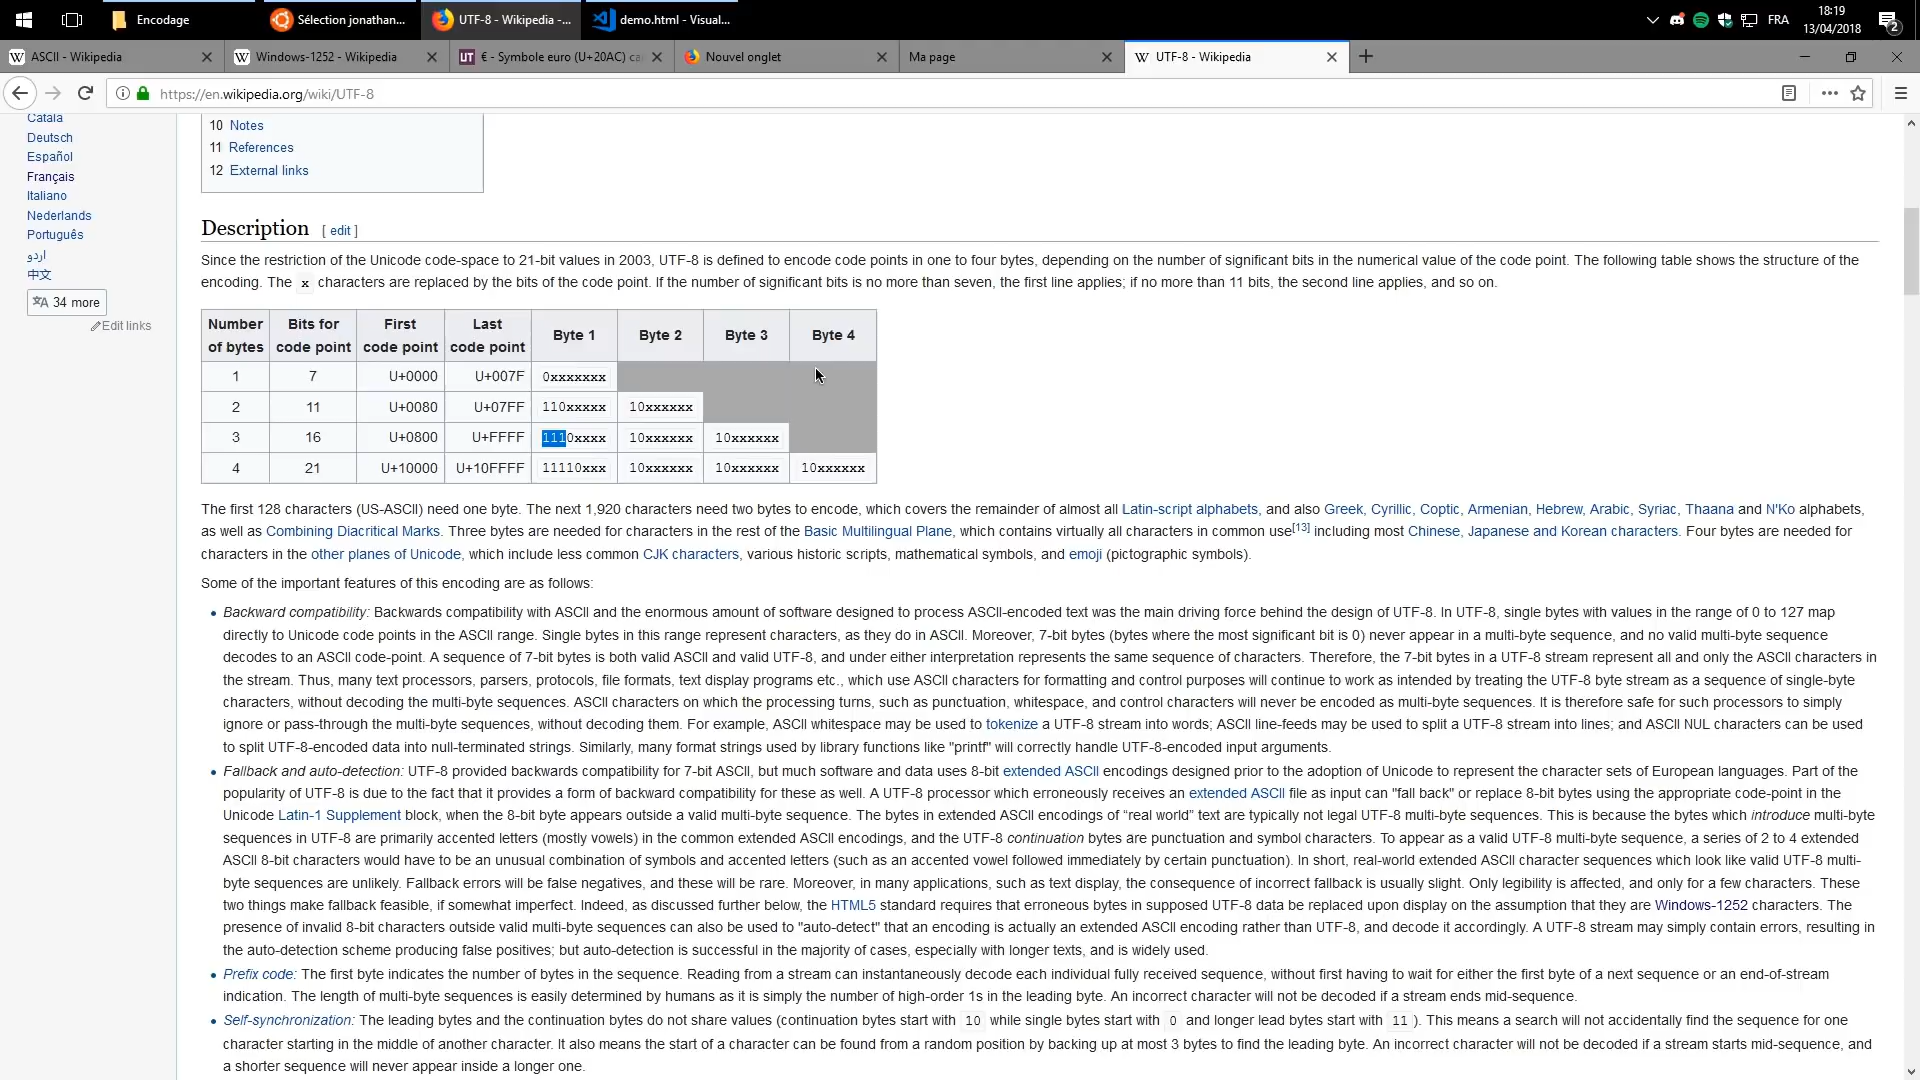 Encodage
Sélection jonathan...
UTF-8 - Wikipedia -...
demo.html - Visual...
FRA
18:19
13/04/2018
2
ASCII - Wikipedia
Windows-1252 - Wikipedia
€ - Symbole euro (U+20AC) ca
Nouvel onglet
Ma page
UTF-8 - Wikipedia
https://en.wikipedia.org/wiki/UTF-8
Català
Deutsch
Español
Français
Italiano
Nederlands
Português
اردو
中文
34 more
Edit links
10 Notes
11 References
12 External links
Description [ edit ]
Since the restriction of the Unicode code-space to 21-bit values in 2003, UTF-8 is defined to encode code points in one to four bytes, depending on the number of significant bits in the numerical value of the code point. The following table shows the structure of the
encoding. The x characters are replaced by the bits of the code point. If the number of significant bits is no more than seven, the first line applies; if no more than 11 bits, the second line applies, and so on.
Number of bytes Bits for code point First code point Last code point Byte 1 Byte 2 Byte 3 Byte 4
1 7 U+0000 U+007F 0xxxxxxx
2 11 U+0080 U+07FF 110xxxxx 10xxxxxx
3 16 U+0800 U+FFFF 1110xxxx 10xxxxxx 10xxxxxx
4 21 U+10000 U+10FFFF 11110xxx 10xxxxxx 10xxxxxx 10xxxxxx
The first 128 characters (US-ASCII) need one byte. The next 1,920 characters need two bytes to encode, which covers the remainder of almost all Latin-script alphabets, and also Greek, Cyrillic, Coptic, Armenian, Hebrew, Arabic, Syriac, Thaana and N'Ko alphabets,
as well as Combining Diacritical Marks. Three bytes are needed for characters in the rest of the Basic Multilingual Plane, which contains virtually all characters in common use[13] including most Chinese, Japanese and Korean characters. Four bytes are needed for
characters in the other planes of Unicode, which include less common CJK characters, various historic scripts, mathematical symbols, and emoji (pictographic symbols).
Some of the important features of this encoding are as follows:
• Backward compatibility: Backwards compatibility with ASCII and the enormous amount of software designed to process ASCII-encoded text was the main driving force behind the design of UTF-8. In UTF-8, single bytes with values in the range of 0 to 127 map
directly to Unicode code points in the ASCII range. Single bytes in this range represent characters, as they do in ASCII. Moreover, 7-bit bytes (bytes where the most significant bit is 0) never appear in a multi-byte sequence, and no valid multi-byte sequence
decodes to an ASCII code-point. A sequence of 7-bit bytes is both valid ASCII and valid UTF-8, and under either interpretation represents the same sequence of characters. Therefore, the 7-bit bytes in a UTF-8 stream represent all and only the ASCII characters in
the stream. Thus, many text processors, parsers, protocols, file formats, text display programs etc., which use ASCII characters for formatting and control purposes will continue to work as intended by treating the UTF-8 byte stream as a sequence of single-byte
characters, without decoding the multi-byte sequences. ASCII characters on which the processing turns, such as punctuation, whitespace, and control characters will never be encoded as multi-byte sequences. It is therefore safe for such processors to simply
ignore or pass-through the multi-byte sequences, without decoding them. For example, ASCII whitespace may be used to tokenize a UTF-8 stream into words; ASCII line-feeds may be used to split a UTF-8 stream into lines; and ASCII NUL characters can be used
to split UTF-8-encoded data into null-terminated strings. Similarly, many format strings used by library functions like "printf" will correctly handle UTF-8-encoded input arguments.
• Fallback and auto-detection: UTF-8 provided backwards compatibility for 7-bit ASCII, but much software and data uses 8-bit extended ASCII encodings designed prior to the adoption of Unicode to represent the character sets of European languages. Part of the
popularity of UTF-8 is due to the fact that it provides a form of backward compatibility for these as well. A UTF-8 processor which erroneously receives an extended ASCII file as input can "fall back" or replace 8-bit bytes using the appropriate code-point in the
Unicode Latin-1 Supplement block, when the 8-bit byte appears outside a valid multi-byte sequence. The bytes in extended ASCII encodings of “real world” text are typically not legal UTF-8 multi-byte sequences. This is because the bytes which introduce multi-byte
sequences in UTF-8 are primarily accented letters (mostly vowels) in the common extended ASCII encodings, and the UTF-8 continuation bytes are punctuation and symbol characters. To appear as a valid UTF-8 multi-byte sequence, a series of 2 to 4 extended
ASCII 8-bit characters would have to be an unusual combination of symbols and accented letters (such as an accented vowel followed immediately by certain punctuation). In short, real-world extended ASCII character sequences which look like valid UTF-8 multi-
byte sequences are unlikely. Fallback errors will be false negatives, and these will be rare. Moreover, in many applications, such as text display, the consequence of incorrect fallback is usually slight. Only legibility is affected, and only for a few characters. These
two things make fallback feasible, if somewhat imperfect. Indeed, as discussed further below, the HTML5 standard requires that erroneous bytes in supposed UTF-8 data be replaced upon display on the assumption that they are Windows-1252 characters. The
presence of invalid 8-bit characters outside valid multi-byte sequences can also be used to "auto-detect" that an encoding is actually an extended ASCII encoding rather than UTF-8, and decode it accordingly. A UTF-8 stream may simply contain errors, resulting in
the auto-detection scheme producing false positives; but auto-detection is successful in the majority of cases, especially with longer texts, and is widely used.
• Prefix code: The first byte indicates the number of bytes in the sequence. Reading from a stream can instantaneously decode each individual fully received sequence, without first having to wait for either the first byte of a next sequence or an end-of-stream
indication. The length of multi-byte sequences is easily determined by humans as it is simply the number of high-order 1s in the leading byte. An incorrect character will not be decoded if a stream ends mid-sequence.
• Self-synchronization: The leading bytes and the continuation bytes do not share values (continuation bytes start with 10 while single bytes start with 0 and longer lead bytes start with 11 ). This means a search will not accidentally find the sequence for one
character starting in the middle of another character. It also means the start of a character can be found from a random position by backing up at most 3 bytes to find the leading byte. An incorrect character will not be decoded if a stream starts mid-sequence, and
a shorter sequence will never appear inside a longer one.